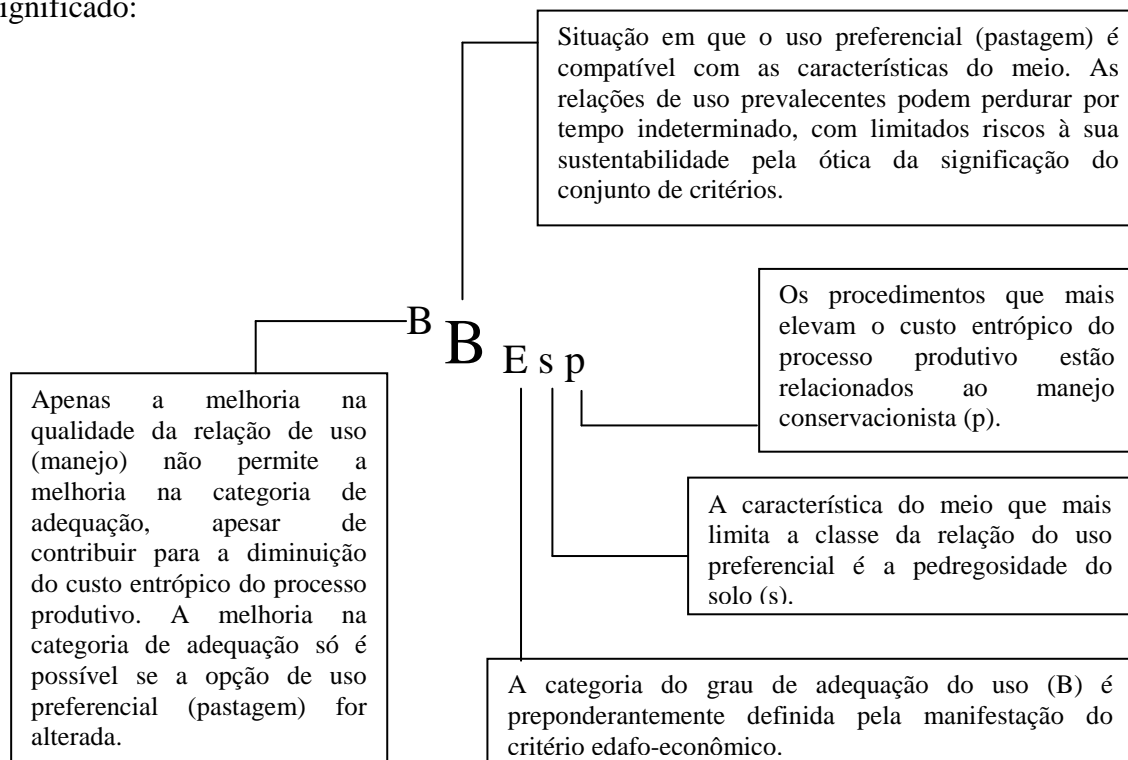 ignificado:
Situação em que o uso preferencial (pastagem) é
compatível com as características do meio. As
relações de uso prevalecentes podem perdurar por
tempo indeterminado, com limitados riscos à sua
sustentabilidade pela ótica da significação do
conjunto de critérios.
B B E s p
Os procedimentos que mais
elevam o custo entrópico do
processo produtivo estão
relacionados ao manejo
conservacionista (p).
Apenas a melhoria na
qualidade da relação de uso
(manejo) não permite a
melhoria na categoria de
adequação, apesar de
contribuir para a diminuição
do custo entrópico do processo
produtivo. A melhoria na
categoria de adequação só é
possível se a opção de uso
preferencial (pastagem) for
alterada.
A característica do meio que mais
limita a classe da relação do uso
preferencial é a pedregosidade do
solo (s).
A categoria do grau de adequação do uso (B) é
preponderantemente definida pela manifestação do
critério edafo-econômico.